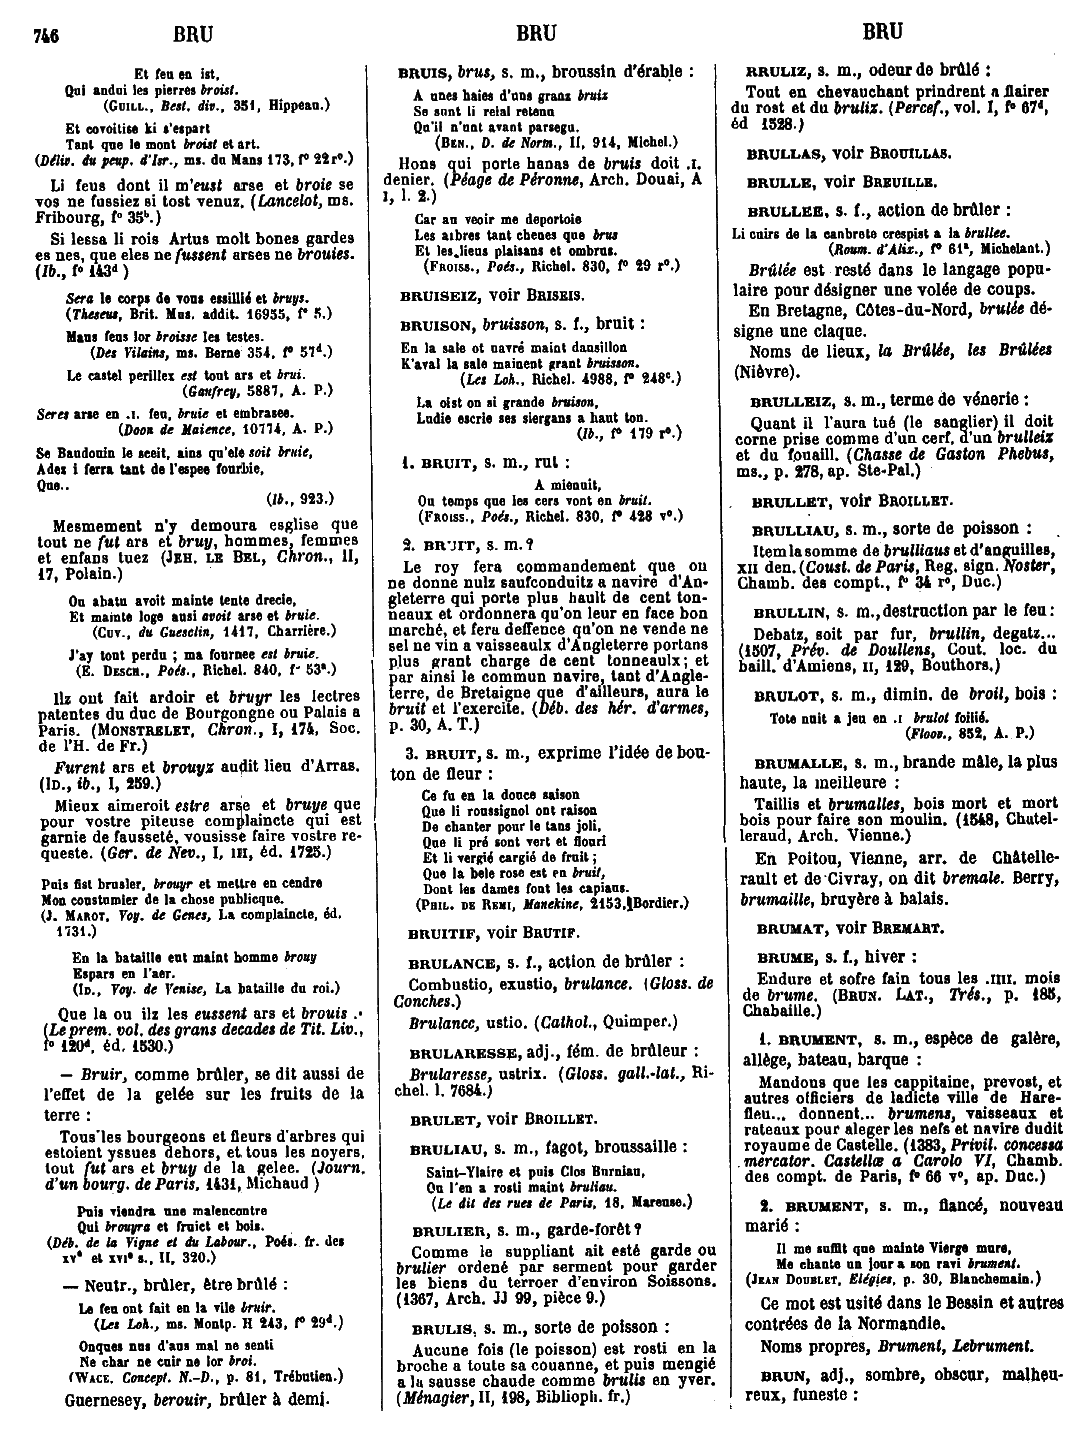 746 BRU BRU BRU
Et feu en ist,
Qui andui les pierres broist.
(GUILL., Best. div., 351, Hippeau.)
Et covoitise ki s'espart
Tant que le mont broist et art.
(Déliv. du peup. d'Isr., ms. du Mans 173, f° 22 r°.)
Li feus dont il m'eust arse et broie se
vos ne fussiez si tost venuz. (Lancelot, ms.
Fribourg, f° 35b.)
Si lessa li rois Artus molt bones gardes
es nes, que eles ne fussent arses ne brouies.
(Ib., f° 143d)
Sera le corps de vous essillié et bruys.
(Theseus, Brit. Mus. addit. 16955, f° 5.)
Maus feus lor broisse les testes.
(Des Vilains, ms. Berne 354, f° 57d.)
Le castel perillex est tout ars et brui.
(Gaufrey, 5887, A. P.)
Seres arse en .I. feu, bruie et embrasee.
(Doon de Maience, 10774, A. P.)
Se Baudouin le sceit, ains qu'ele soit bruie,
Ades i ferra tant de l'espee fourbie,
Que..
(Ib., 923.)
Mesmement n'y demoura esglise que
tout ne fut ars et bruy, hommes, femmes
et enfans tuez (JEH. LE BEL, Chron., II,
17, Polain.)
Ou abatu avoit mainte tente drecie,
Et mainte loge ausi avoit arse et bruie.
(CUV., du Guesclin, 1417, Charrière.)
J'ay tout perdu ; ma fournee est bruie.
(E. DESCH., Poés., Richel. 840, f° 53a.)
Ilz ont fait ardoir et bruyr les lectres
patentes du duc de Bourgongne ou Palais a
Paris. (MONSTRELET, Chron., I, 174, Soc.
de l'H. de Fr.)
Furent ars et brouyz audit lieu d'Arras.
(ID., ib., I, 259.)
Mieux aimeroit estre arse et bruye que
pour vostre piteuse complaincte qui est
garnie de fausseté, vousisse faire vostre re-
queste. (Ger. de Nev., I, III, éd. 1725.)
Puis fist brusler, brouyr et mettre en cendre
Mon coustumier de la chose publicque.
(J. MAROT, Voy. de Genes, La complaincte, éd.
1731.)
En la bataille eut maint homme brouy
Espars en l'aer.
(ID., Voy. de Venise, La bataille du roi.)
Que la ou ilz les eussent ars et brouis .·
(Le prem. vol. des grans decades de Tit. Liv.,
f° 120d, éd. 1530.)
— Bruir, comme brûler, se dit aussi de
l'effet de la gelée sur les fruits de la
terre :
Tous les bourgeons et fleurs d'arbres qui
estoient yssues dehors, et tous les noyers,
tout fut ars et bruy de la gelee. (Journ.
d'un bourg. de Paris, 1431, Michaud )
Puis viendra une malencontre
Qui brouyra et fruict et bois.
(Déb. de la Vigne et du Labour., Poés. fr. des
XVe et XVIe s., II, 320.)
— Neutr., brûler, être brûlé :
Le feu ont fait en la vile bruir.
(Les Loh., ms. Montp. H 243, f° 29d.)
Onques nus d'aus mal ne senti
Ne char ne cuir ne lor broi.
(WACE. Concept. N.-D., p. 81, Trébutien.)
Guernesey, berouir, brûler à demi.
BRUIS, brus, s. m., broussin d'érable :
A unes haies d'uns granz bruiz
Se sunt li reial retenu
Qu'il n'unt avant parsegu.
(BEN., D. de Norm., II, 914, Michel.)
Hons qui porte hanas de bruis doit .I.
denier. (Péage de Péronne, Arch. Douai, A
I, l. 2.)
Car au veoir me deportoie
Les arbres tant chenes que brus
Et les lieus plaisans et ombrus.
(FROISS., Poés., Richel. 830, f° 29 r°.)
BRUISEIZ, voir BRISEIS.
BRUISON, bruisson, s. f., bruit :
En la sale ot navré maint dansillon
K'aval la sale mainent grant bruisson.
(Les Loh., Richel. 4988, f° 248c.)
La oist on si grande bruison,
Ludie escrie ses siergans a haut ton.
(Ib., f° 179 r°.)
1. BRUIT, s. m., rut :
A mienuit,
Ou temps que les cers vont en bruit.
(FROISS., Poés., Richel. 830, f° 428 v°.)
2. BRUIT, s. m. ?
Le roy fera commandement que on
ne donne nulz saufconduitz a navire d'An-
gleterre qui porte plus hault de cent ton-
neaux et ordonnera qu'on leur en face bon
marché, et fera deffence qu'on ne vende ne
sel ne vin a vaisseaulx d'Angleterre portans
plus grant charge de cent tonneaulx ; et
par ainsi le commun navire, tant d'Angle-
terre, de Bretaigne que d'ailleurs, aura le
bruit et l'exercite. (Déb. des hér. d'armes,
p. 30, A. T.)
3. BRUIT, s. m., exprime l'idée de bou-
ton de fleur :
Ce fu en la douce saison
Que li roussignol ont raison
De chanter pour le tans joli,
Que li pré sont vert et flouri
Et li vergié cargié de fruit ;
Que la bele rose est en bruit,
Dont les dames font les capiaus.
(PHIL. DE REMI, Manekine, 2153, Bordier.)
BRUITIF, voir BRUTIF.
BRULANCE, s. f., action de brûler :
Combustio, exustio, brulance. (Gloss. de
Conches.)
Brulance, ustio. (Cathol., Quimper.)
BRULARESSE, adj., fém. de brûleur :
Brularesse, ustrix. (Gloss. gall.-lat., Ri-
chel. l. 7684.)
BRULET, voir BROILLET.
BRULIAU, s. m., fagot, broussaille :
Saint-Ylaire et puis Clos Burniau,
Ou l'en a rosti maint bruliau.
(Le dit des rues de Paris, 18, Mareuse.)
BRULIER, s. m., garde-forêt ?
Comme le suppliant ait esté garde ou
brulier ordené par serment pour garder
les biens du terroer d'environ Soissons.
(1367, Arch. JJ 99, pièce 9.)
BRULIS, s. m., sorte de poisson :
Aucune fois (le poisson) est rosti en la
broche a toute sa couanne, et puis mengié
a la sausse chaude comme brulis en yver.
(Ménagier, II, 198, Biblioph. fr.)
RRULIZ, s. m., odeur de brûlé :
Tout en chevauchant prindrent a flairer
du rost et du bruliz. (Percef., vol. I, f° 67d,
éd 1528.)
BRULLAS, voir BROUILLAS.
BRULLE, voir BREUILLE.
BRULLEE, s. f., action de brûler :
Li cuirs de la canbrete crespist a la brullee.
(Roum. d'Alix., f° 61a, Michelant.)
Brûlée est resté dans le langage popu-
laire pour désigner une volée de coups.
En Bretagne, Côtes-du-Nord, brulée dé-
signe une claque.
Noms de lieux, la Brûlée, les Brûlées
(Nièvre).
BRULLEIZ, s. m., terme de vénerie :
Quant il l'aura tué (le sanglier) il doit
corne prise comme d'un cerf, d'un brulleiz
et du fouaill. (Chasse de Gaston Phebus,
ms., p. 278, ap. Ste-Pal.)
BRULLET, voir BROILLET.
BRULLIAU, s. m., sorte de poisson :
Item la somme de brulliaus et d'anguilles,
XII den. (Coust. de Paris, Reg. sign. Noster,
Chamb. des compt., f° 34 r°, Duc.)
BRULLIN, s. m., destruction par le feu :
Debatz, soit par fur, brullin, degatz...
(1507, Prév. de Doullens, Cout. loc. du
baill. d'Amiens, II, 129, Bouthors.)
BRULOT, s. m., dimin. de broil, bois :
Tote nuit a jeu en .I brulot foilié.
(Floov., 852, A. P.)
BRUMALLE, s. m., brande mâle, la plus
haute, la meilleure :
Taillis et brumalles, bois mort et mort
bois pour faire son moulin. (1548, Chatel-
leraud, Arch. Vienne.)
En Poitou, Vienne, arr. de Châtelle-
rault et de Civray, on dit bremale. Berry,
brumaille, bruyère à balais.
BRUMAT, voir BREMART.
BRUME, s. f., hiver :
Endure et sofre fain tous les .IIII. mois
de brume. (BRUN. LAT., Trés., p. 185,
Chabaille.)
1. BRUMENT, s. m., espèce de galère,
allège, bateau, barque :
Mandons que les cappitaine, prevost, et
autres officiers de ladicte ville de Hare-
fleu... donnent... brumens, vaisseaux et
rateaux pour aleger les nefs et navire dudit
royaume de Castelle. (1383, Privil. concessa
mercator. Castellæ a Carolo VI, Chamb.
des compt. de Paris, f° 66 v°, ap. Duc.)
2. BRUMENT, s. m., fiancé, nouveau
marié :
Il me suffit que mainte Vierge mure,
Me chante un jour a son ravi brument.
(JEAN DOUBLET, Elégies, p. 30, Blanchemain.)
Ce mot est usité dans le Bessin et autres
contrées de la Normandie.
Noms propres, Brument, Lebrument.
BRUN, adj., sombre, obscur, malheu-
reux, funeste :